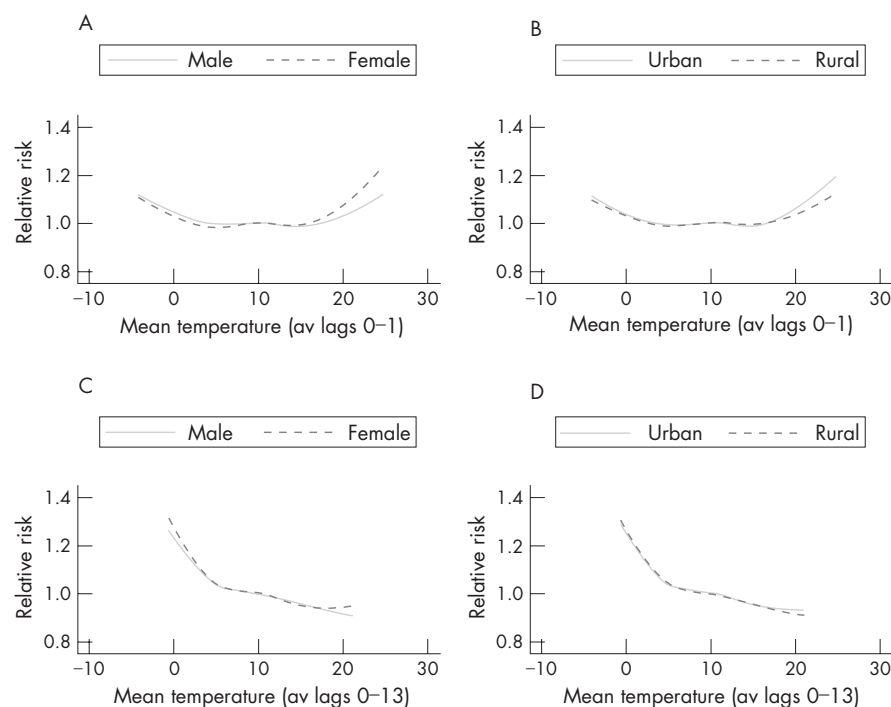 A
Male Female
Relative risk
1.4
1.2
1.0
0.8
−10 0 10 20 30
Mean temperature (av lags 0–1)
B
Urban Rural
Relative risk
1.4
1.2
1.0
0.8
−10 0 10 20 30
Mean temperature (av lags 0–1)
C
Male Female
Relative risk
1.4
1.2
1.0
0.8
−10 0 10 20 30
Mean temperature (av lags 0–13)
D
Urban Rural
Relative risk
1.4
1.2
1.0
0.8
−10 0 10 20 30
Mean temperature (av lags 0–13)